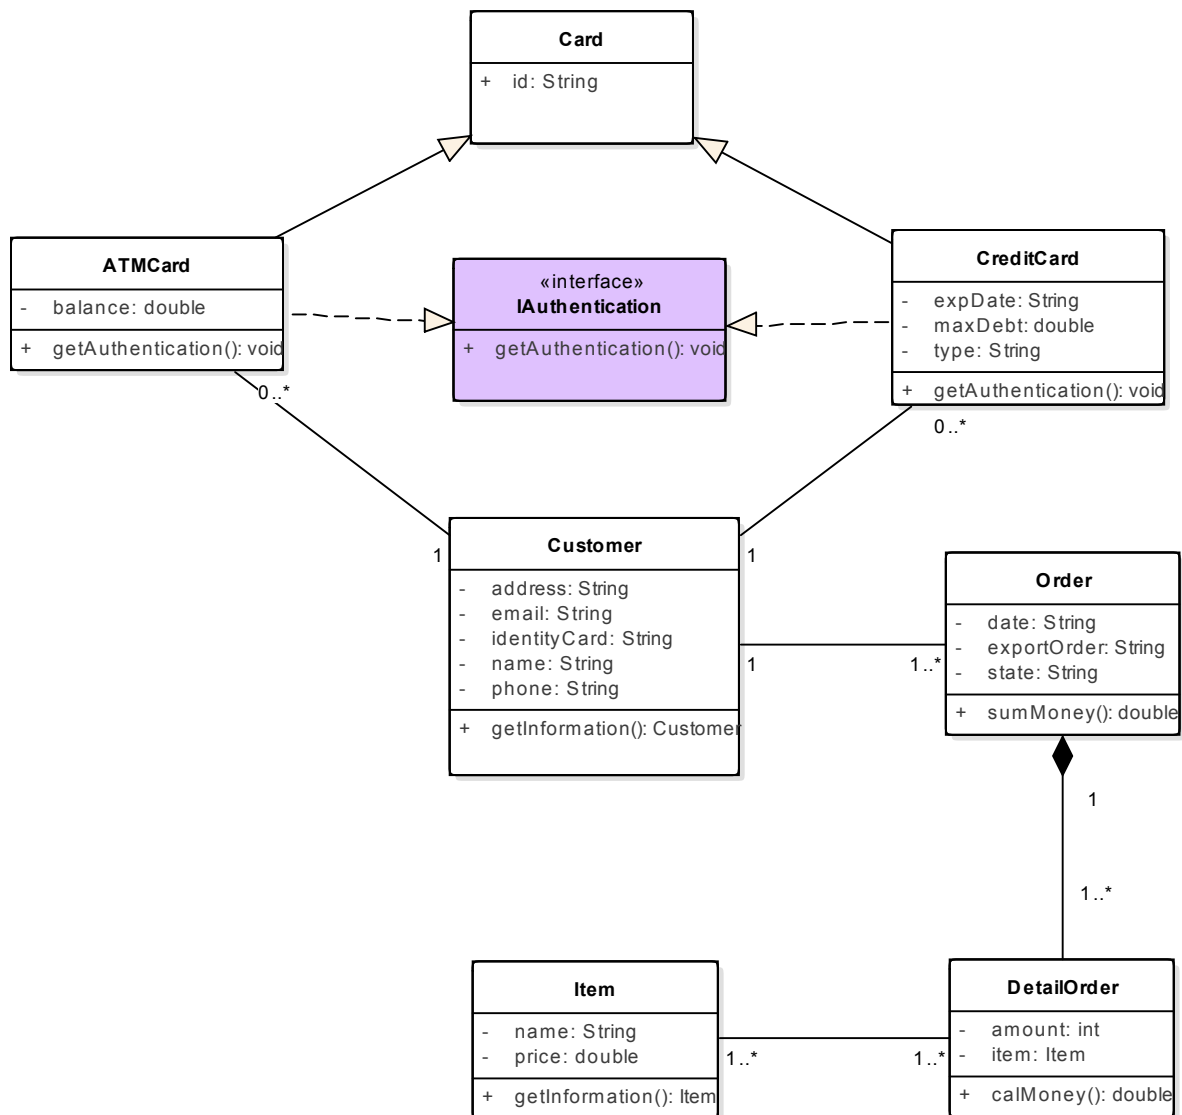 Card
+ id: String
ATMCard
- balance: double
+ getAuthentication(): void
«interface»
IAuthentication
+ getAuthentication(): void
CreditCard
- expDate: String
- maxDebt: double
- type: String
+ getAuthentication(): void
0..*
0..*
1
1
Customer
- address: String
- email: String
- identityCard: String
- name: String
- phone: String
+ getInformation(): Customer
1
1..*
Order
- date: String
- exportOrder: String
- state: String
+ sumMoney(): double
1
1..*
Item
- name: String
- price: double
+ getInformation(): Item
1..*
1..*
DetailOrder
- amount: int
- item: Item
+ calMoney(): double